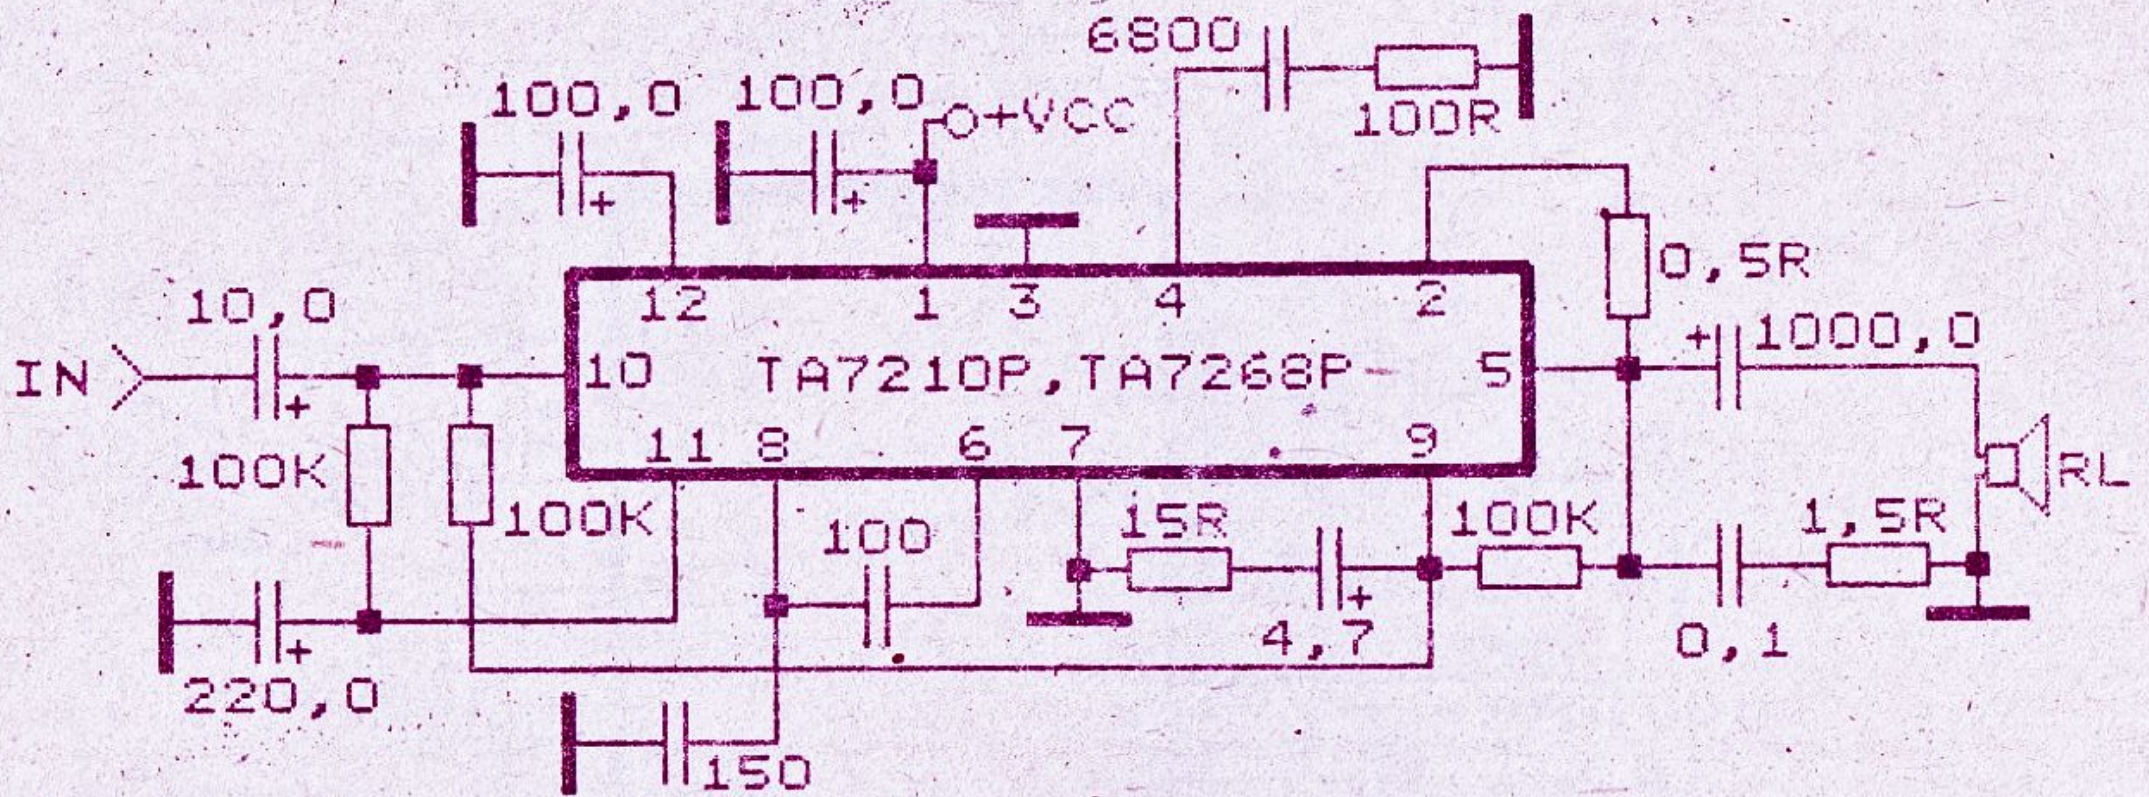 6800
100,0 100,0 +VCC
100R
0,5R
10,0
12 1 3 4 2
1000,0
IN
10 TA7210P,TA7268P 5
+
11 8 6 7 9
100K
100K
100
15R
100K
1,5R
RL
220,0
4,7
0,1
150